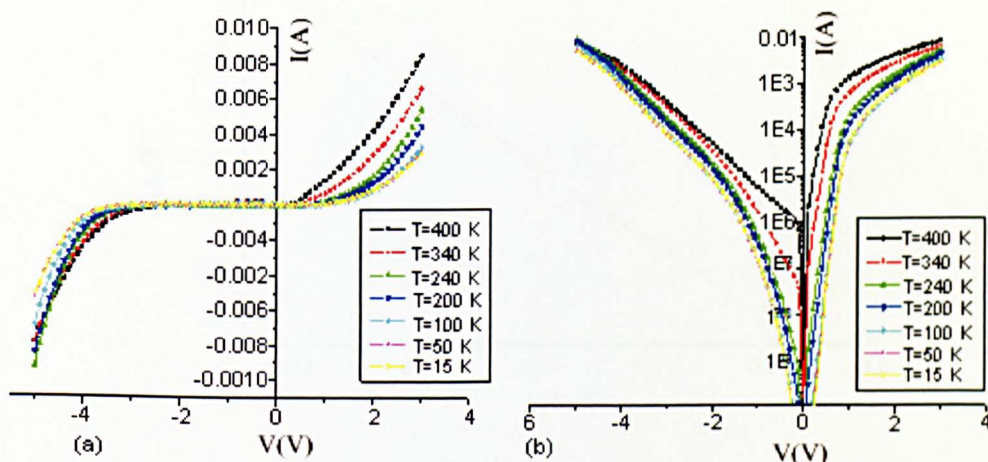 I(A)
0.010
0.008
0.006
0.004
0.002
-0.004
-0.002
-0.006
-0.008
-0.0010
T=400 K
T=340 K
T=240 K
T=200 K
T=100 K
T=50 K
T=15 K
-4 -2 0 2 4
(a) V(V)
I(A)
0.01
1E3
1E4
1E5
1E6
T=400 K
T=340 K
T=240 K
T=200 K
T=100 K
T=50 K
T=15 K
6 -4 -2 0 2 4
(b) V(V)